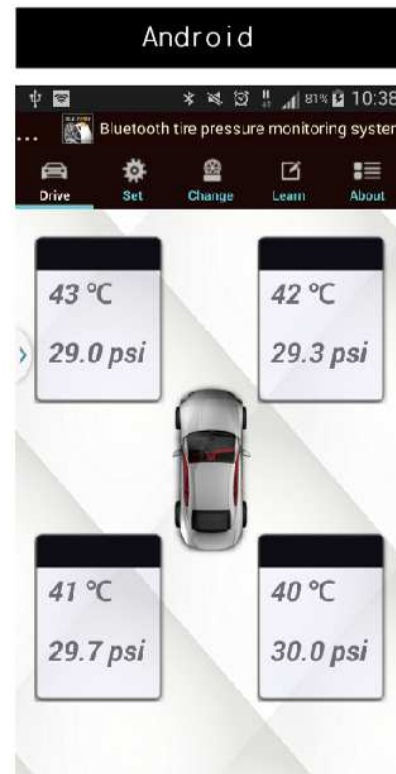 Android
81% 10:38
... Bluetooth tire pressure monitoring system
Drive Set Change Learn About
43 °C 42 °C
29.0 psi 29.3 psi
41 °C 40 °C
29.7 psi 30.0 psi